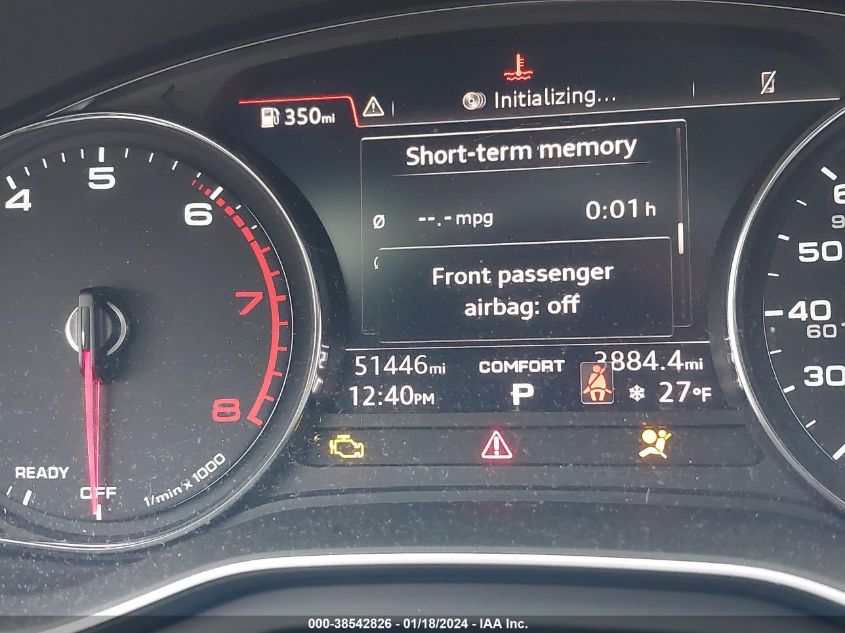 Initializing...
350mi
Short-term memory
Ø --.-mpg 0:01h
Front passenger
airbag: off
51446mi COMFORT 3884.4mi
12:40PM P 27°F
4 5 6 7 8
READY
OFF
1/min x 1000
50
40
60
30
000-38542826 - 01/18/2024 - IAA Inc.